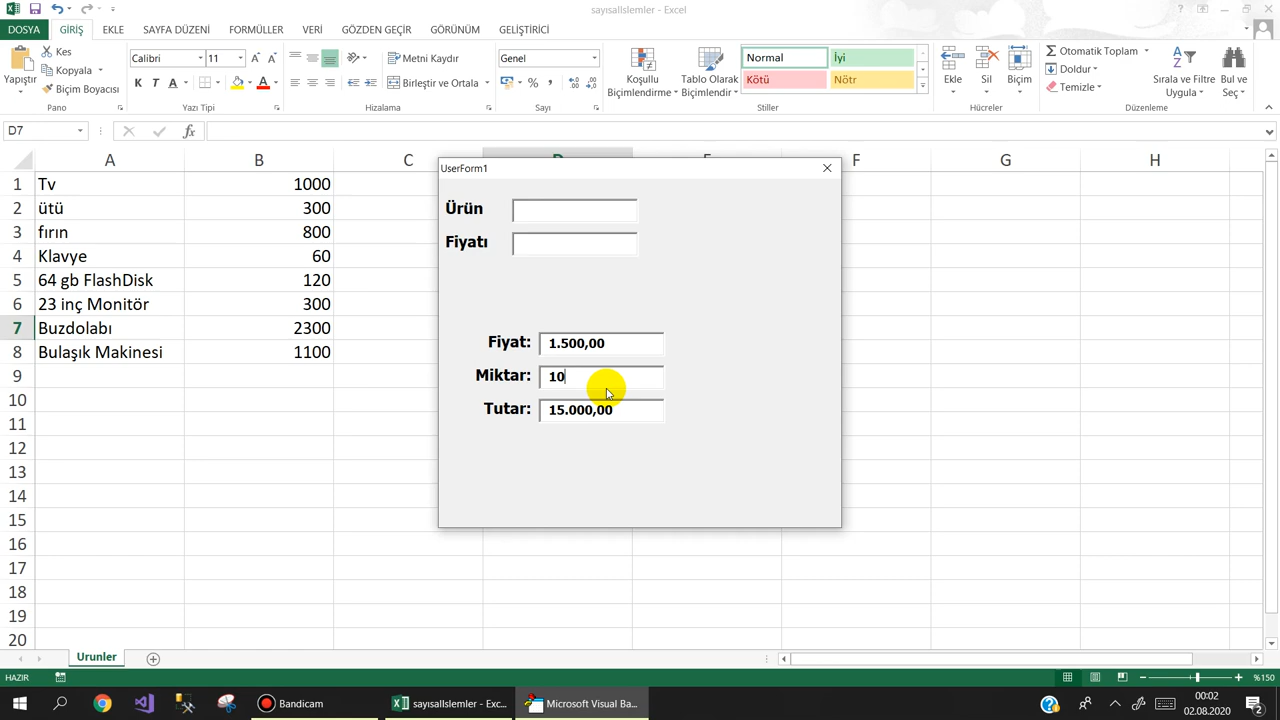 sayısalIslemler - Excel
DOSYA GİRİŞ EKLE SAYFA DÜZENİ FORMÜLLER VERİ GÖZDEN GEÇİR GÖRÜNÜM GELİŞTİRİCİ
Yapıştır
Kes
Kopyala
Biçim Boyacısı
Pano
Calibri 11
K T A
Yazı Tipi
Metni Kaydır
Birleştir ve Ortala
Hizalama
Genel
Sayı
Koşullu Biçimlendirme
Tablo Olarak Biçimlendir
Normal İyi
Kötü Nötr
Stiller
Ekle Sil Biçim
Hücreler
Otomatik Toplam
Doldur
Temizle
Sırala ve Filtre Uygula
Bul ve Seç
Düzenleme
D7
fx
A B C D E F G H
1 Tv 1000
2 ütü 300
3 fırın 800
4 Klavye 60
5 64 gb FlashDisk 120
6 23 inç Monitör 300
7 Buzdolabı 2300
8 Bulaşık Makinesi 1100
9
10
11
12
13
14
15
16
17
18
19
20
UserForm1
Ürün
Fiyatı
Fiyat: 1.500,00
Miktar: 10
Tutar: 15.000,00
Urunler
HAZIR
%150
Bandicam
sayısalIslemler - Exc...
Microsoft Visual Ba...
00:02
02.08.2020
2